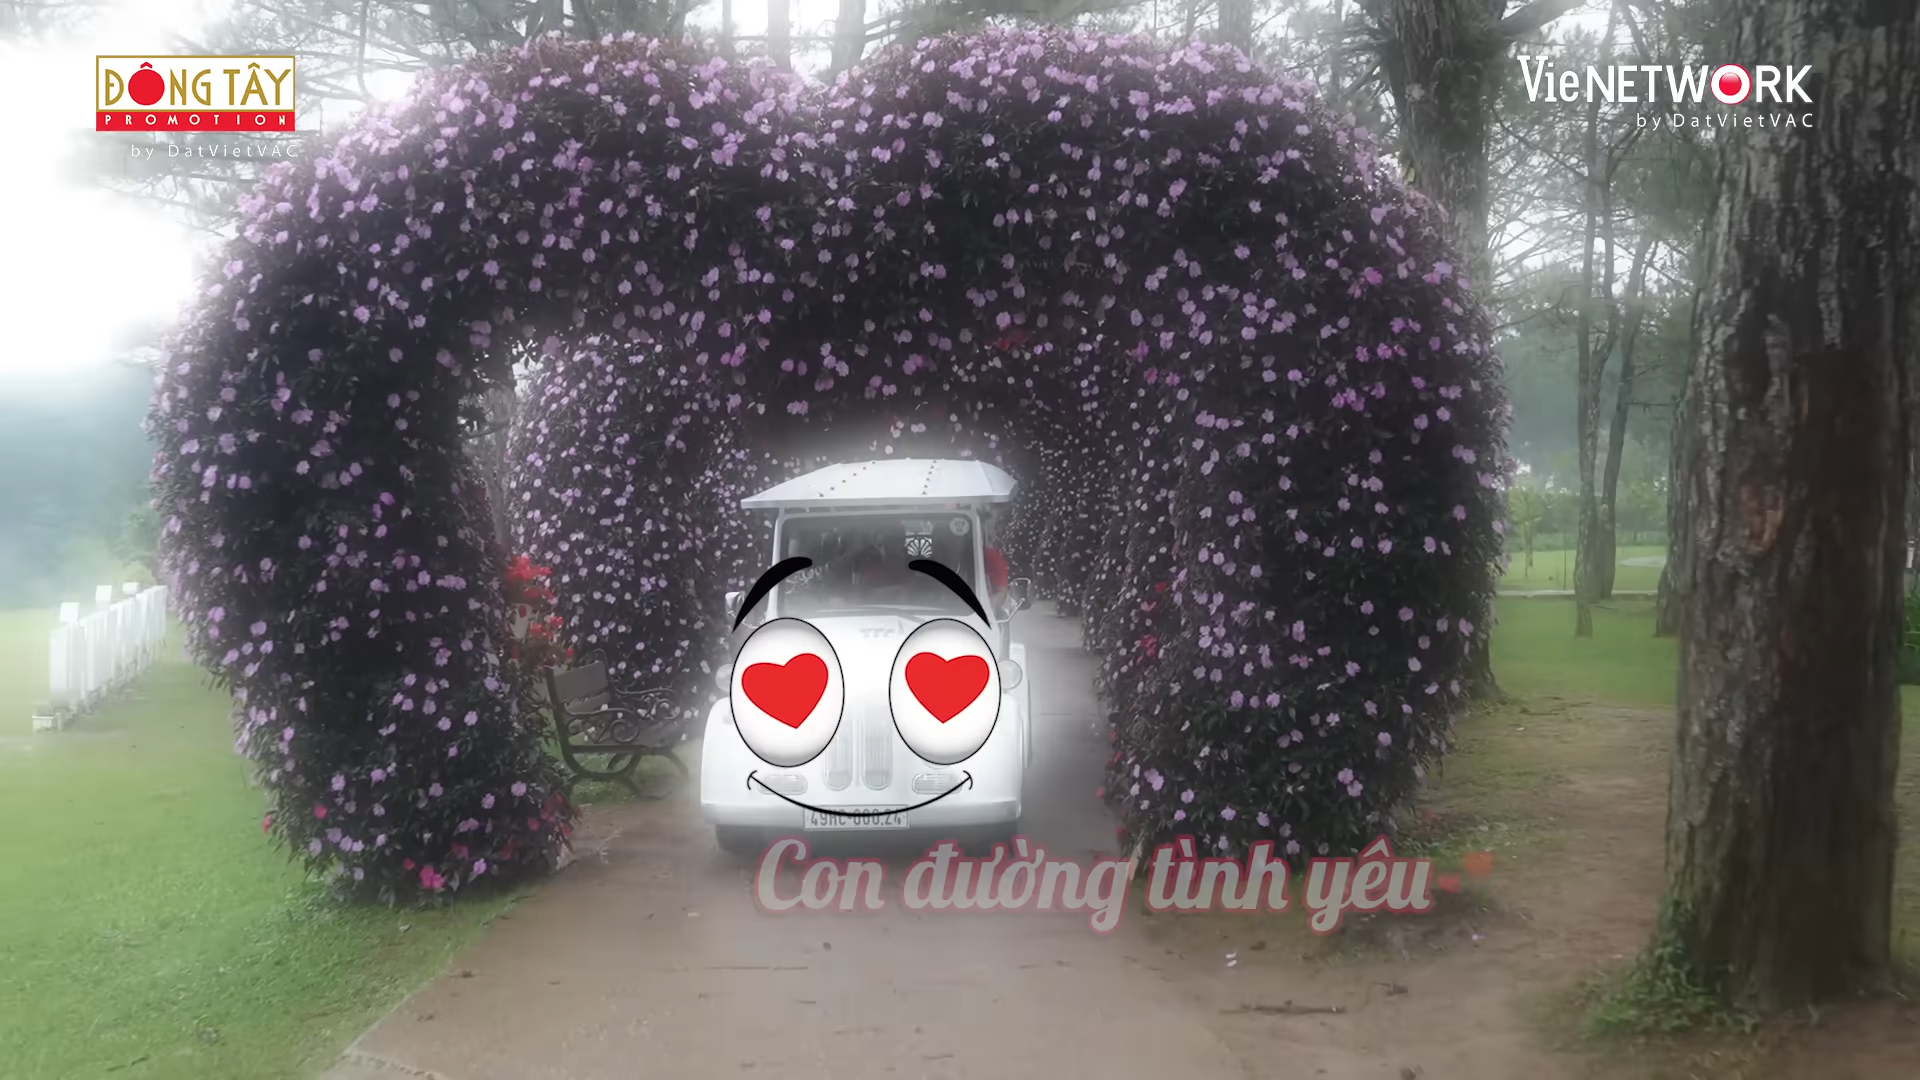 ĐÔNG TÂY
PROMOTION
by DatVietVAC
VieNETWORK
by DatVietVAC
Con đường tình yêu